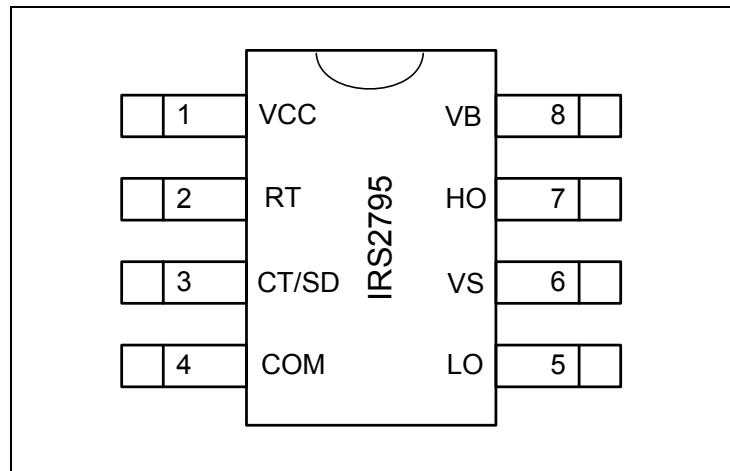 1 VCC VB 8
2 RT HO 7
IRS2795
3 CT/SD VS 6
4 COM LO 5